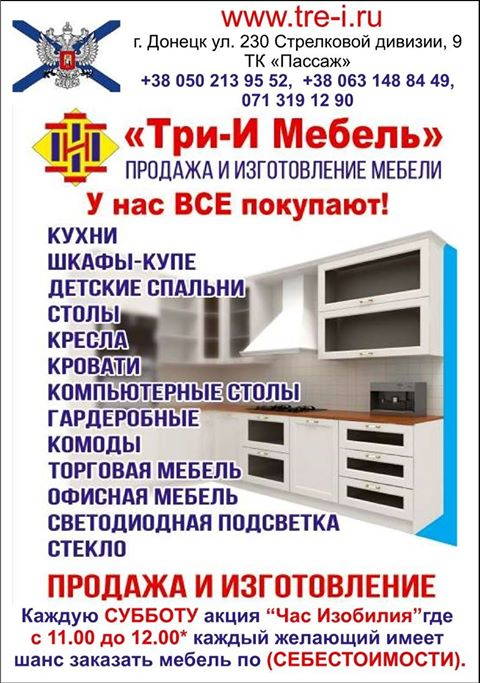 www.tre-i.ru
г. Донецк ул. 230 Стрелковой дивизии, 9
ТК «Пассаж»
+38 050 213 95 52, +38 063 148 84 49,
071 319 12 90
«Три-И Мебель»
ПРОДАЖА И ИЗГОТОВЛЕНИЕ МЕБЕЛИ
У нас ВСЕ покупают!
КУХНИ
ШКАФЫ-КУПЕ
ДЕТСКИЕ СПАЛЬНИ
СТОЛЫ
КРЕСЛА
КРОВАТИ
КОМПЬЮТЕРНЫЕ СТОЛЫ
ГАРДЕРОБНЫЕ
КОМОДЫ
ТОРГОВАЯ МЕБЕЛЬ
ОФИСНАЯ МЕБЕЛЬ
СВЕТОДИОДНАЯ ПОДСВЕТКА
СТЕКЛО
ПРОДАЖА И ИЗГОТОВЛЕНИЕ
Каждую СУББОТУ акция “Час Изобилия”где
с 11.00 до 12.00* каждый желающий имеет
шанс заказать мебель по (СЕБЕСТОИМОСТИ).